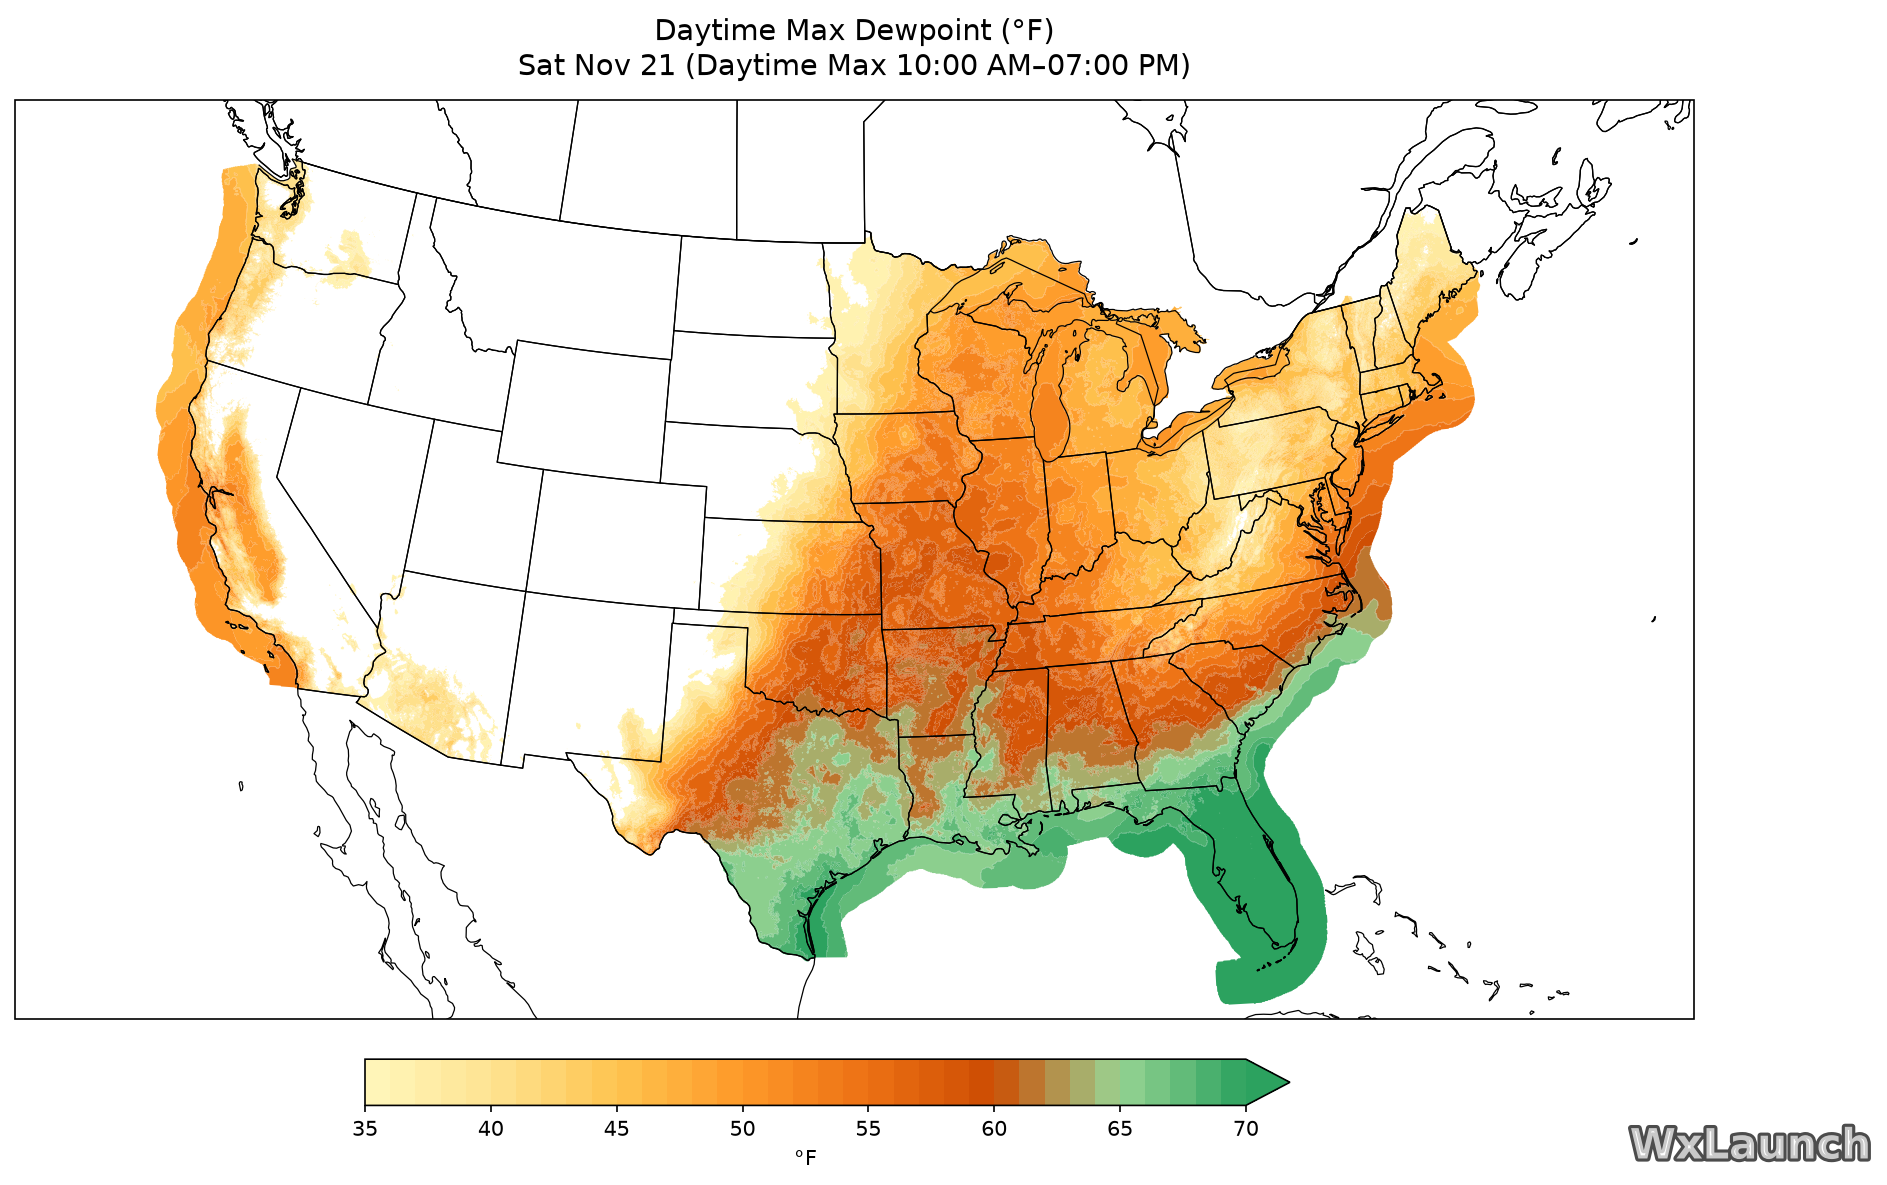 Daytime Max Dewpoint (°F)
Sat Nov 21 (Daytime Max 10:00 AM–07:00 PM)
35 40 45 50 55 60 65 70
°F
WxLaunch